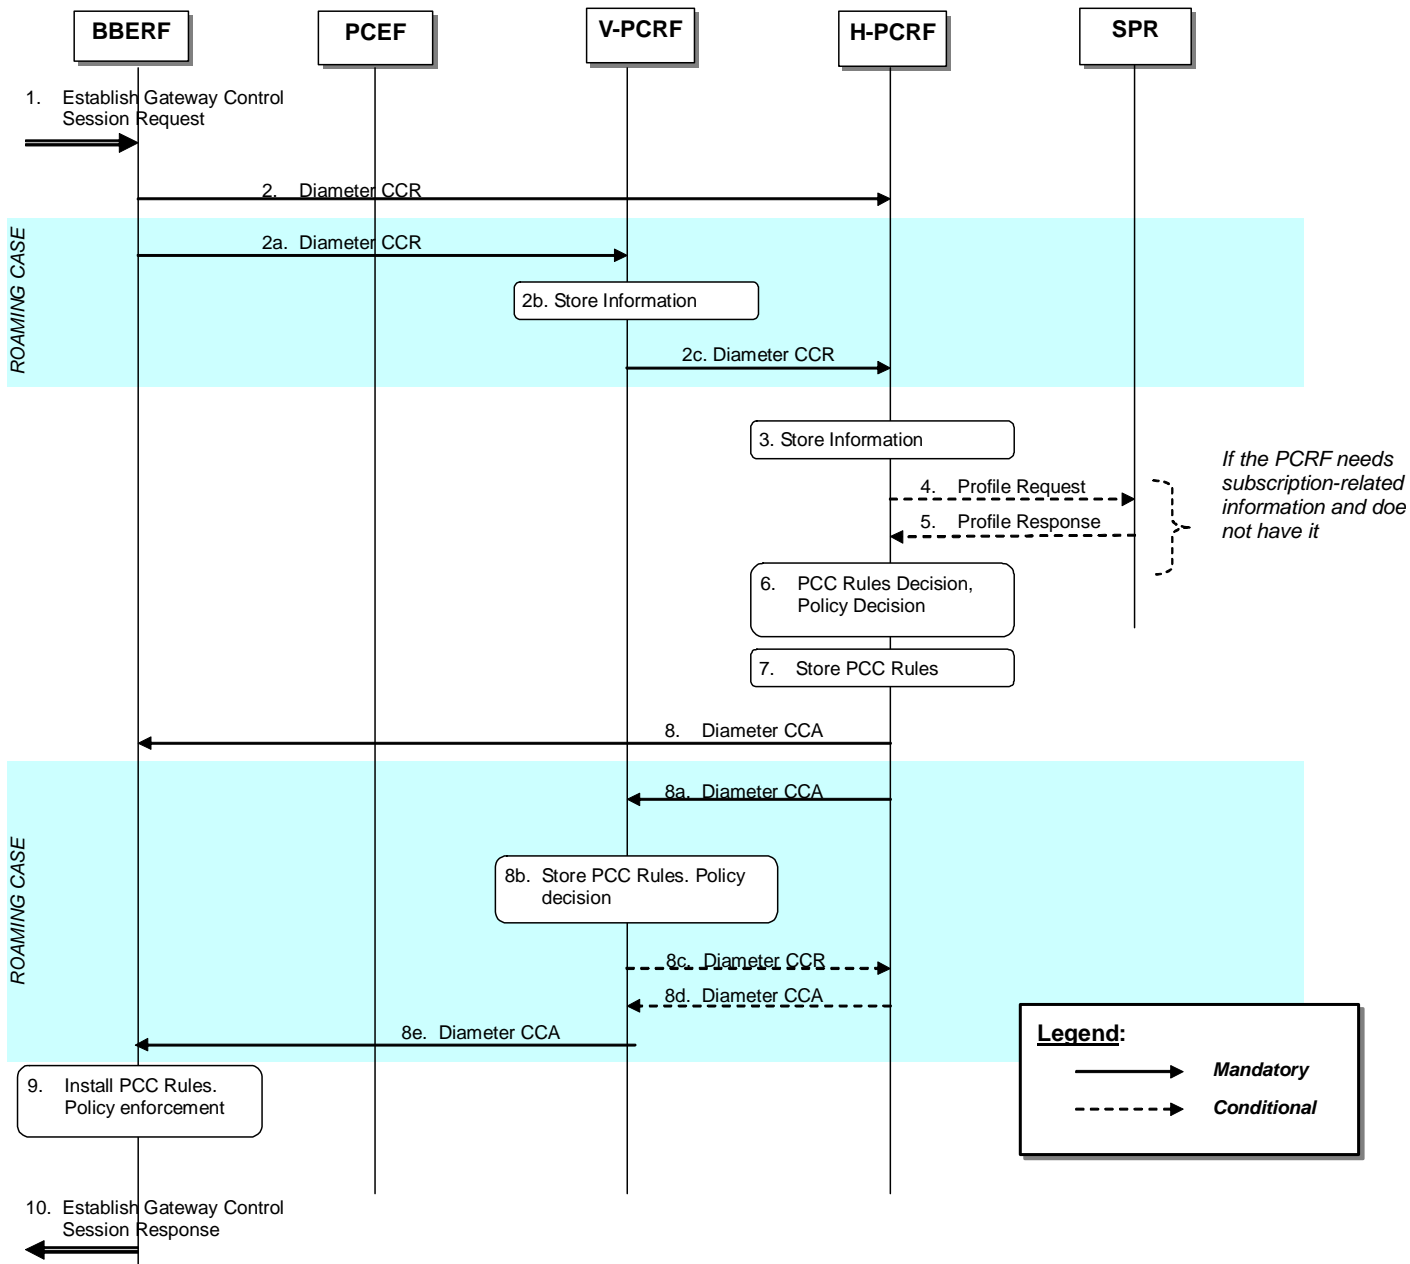 BBERF
PCEF
V-PCRF
H-PCRF
SPR
1. Establish Gateway Control
Session Request
2. Diameter CCR
ROAMING CASE
2a. Diameter CCR
2b. Store Information
2c. Diameter CCR
3. Store Information
4. Profile Request
5. Profile Response
If the PCRF needs
subscription-related
information and doe
not have it
6. PCC Rules Decision,
Policy Decision
7. Store PCC Rules
8. Diameter CCA
ROAMING CASE
8a. Diameter CCA
8b. Store PCC Rules. Policy
decision
8c. Diameter CCR
8d. Diameter CCA
8e. Diameter CCA
Legend:
Mandatory
Conditional
9. Install PCC Rules.
Policy enforcement
10. Establish Gateway Control
Session Response